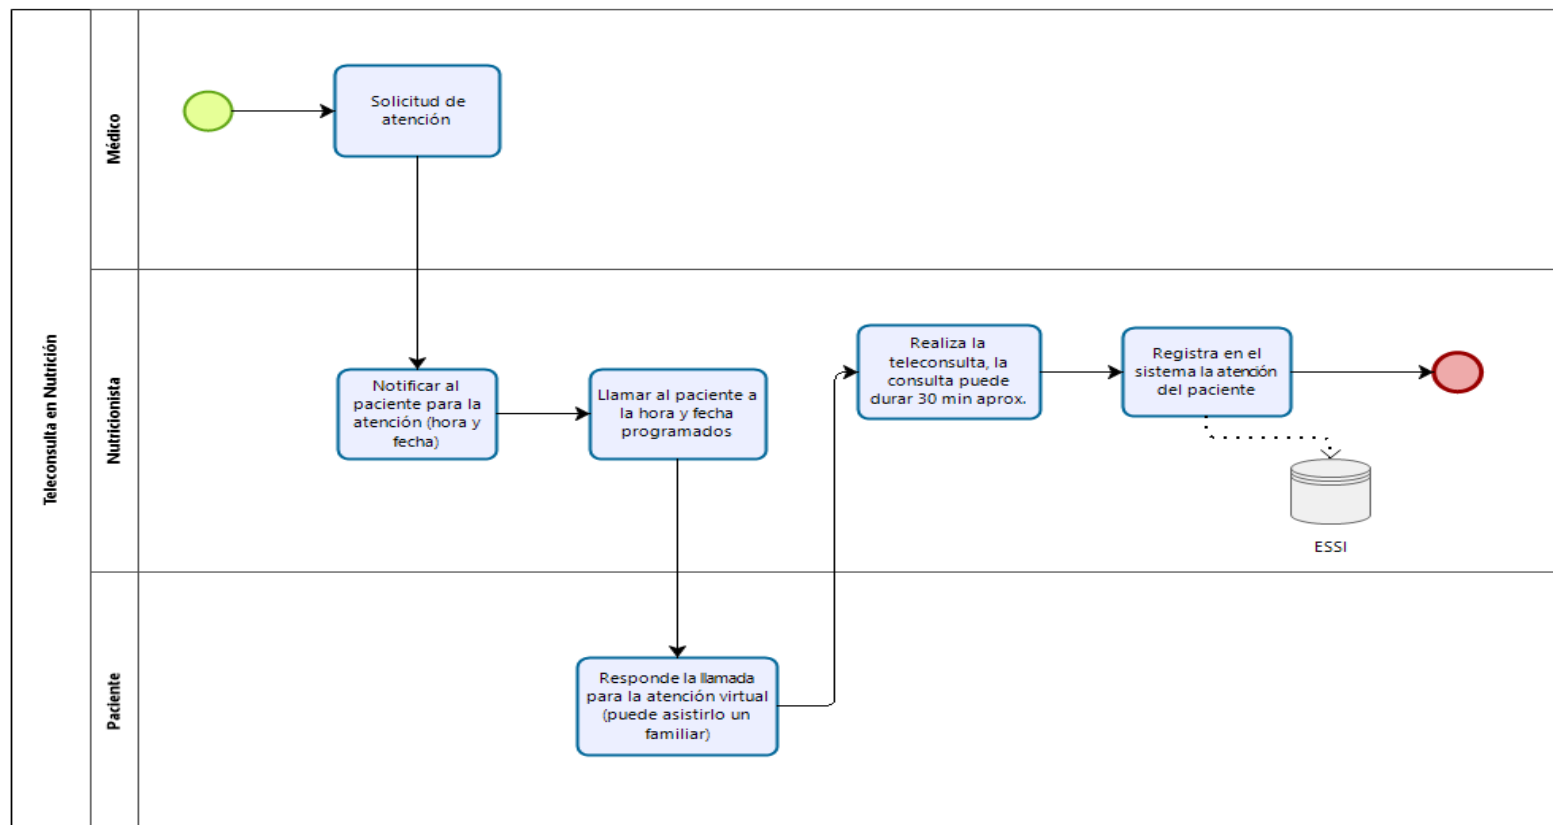 Teleconsulta en Nutrición
Médico
Solicitud de
atención
Nutricionista
Notificar al
paciente para la
atención (hora y
fecha)
Llamar al paciente a
la hora y fecha
programados
Realiza la
teleconsulta, la
consulta puede
durar 30 min aprox.
Registra en el
sistema la atención
del paciente
ESSI
Paciente
Responde la llamada
para la atención virtual
(puede asistirlo un
familiar)